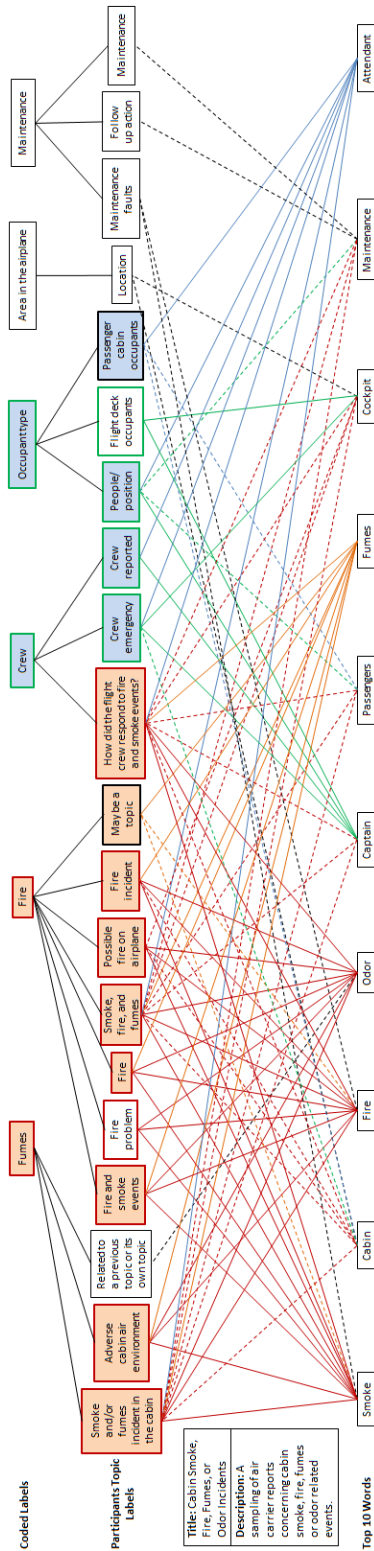 Coded Labels
Fumes
Fire
Crew
Occupant type
Area in the airplane
Maintenance
Participants Topic
Labels
Smoke
and/or
fumes
incident in
the cabin
Adverse
cabin air
environment
Related to
a previous
topic or its
own topic
Fire and
smoke
events
Fire
problem
Fire
Smoke,
fire, and
fumes
Possible
fire on
airplane
Fire
incident
May be a
topic
How did the flight
crew respond to fire
and smoke events?
Crew
emergency
Crew
reported
People/
position
Flight deck
occupants
Passenger
cabin
occupants
Location
Maintenance
faults
Follow
up action
Maintenance
Title: Cabin Smoke,
Fire, Fumes, or
Odor Incidents
Description: A
sampling of air
carrier reports
concerning cabin
smoke, fire, fumes
or odor related
events.
Top 10 Words
Smoke
Cabin
Fire
Odor
Captain
Passengers
Fumes
Cockpit
Maintenance
Attendant